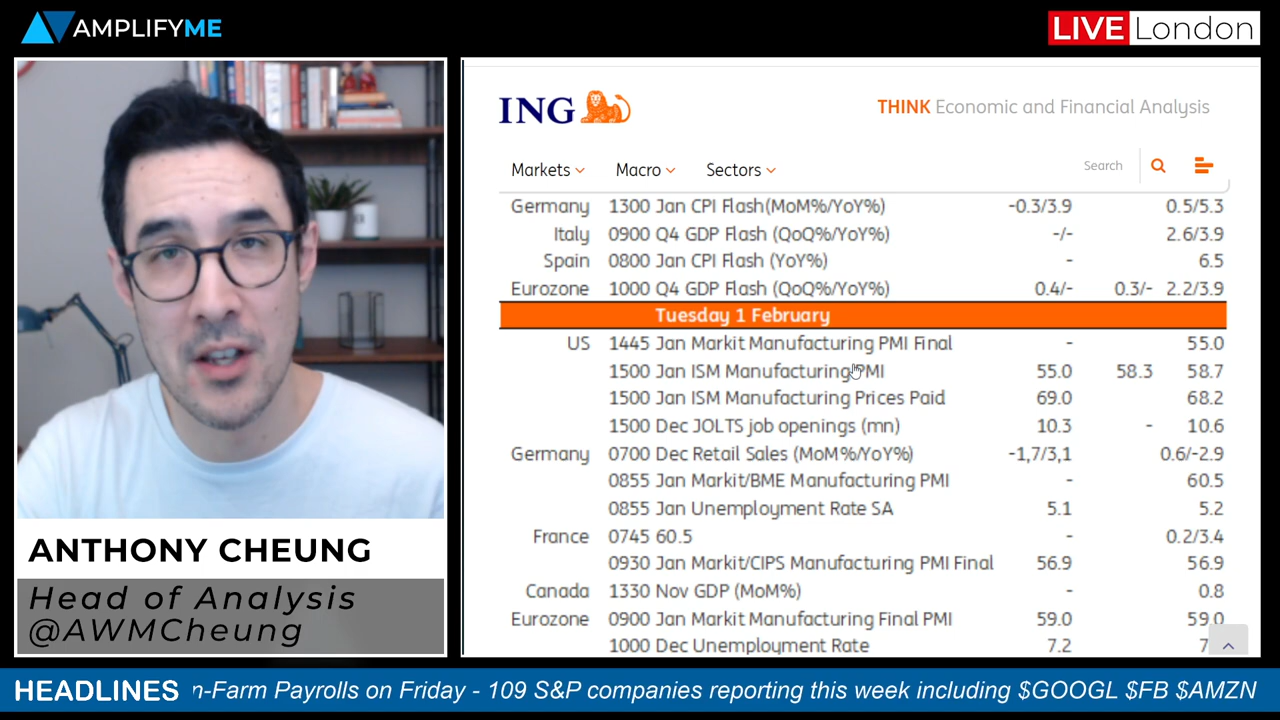 AMPLIFYME
LIVE London
ING
THINK Economic and Financial Analysis
Markets Macro Sectors Search
Germany 1300 Jan CPI Flash(MoM%/YoY%) -0.3/3.9 0.5/5.3
Italy 0900 Q4 GDP Flash (QoQ%/YoY%) -/- 2.6/3.9
Spain 0800 Jan CPI Flash (YoY%) - 6.5
Eurozone 1000 Q4 GDP Flash (QoQ%/YoY%) 0.4/- 0.3/- 2.2/3.9
Tuesday 1 February
US 1445 Jan Markit Manufacturing PMI Final - 55.0
1500 Jan ISM Manufacturing PMI 55.0 58.3 58.7
1500 Jan ISM Manufacturing Prices Paid 69.0 68.2
1500 Dec JOLTS job openings (mn) 10.3 - 10.6
Germany 0700 Dec Retail Sales (MoM%/YoY%) -1,7/3,1 0.6/-2.9
0855 Jan Markit/BME Manufacturing PMI - 60.5
0855 Jan Unemployment Rate SA 5.1 5.2
France 0745 60.5 - 0.2/3.4
0930 Jan Markit/CIPS Manufacturing PMI Final 56.9 56.9
Canada 1330 Nov GDP (MoM%) - 0.8
Eurozone 0900 Jan Markit Manufacturing Final PMI 59.0 59.0
1000 Dec Unemployment Rate 7.2
ANTHONY CHEUNG
Head of Analysis
@AWMCheung
HEADLINES n-Farm Payrolls on Friday - 109 S&P companies reporting this week including $GOOGL $FB $AMZN